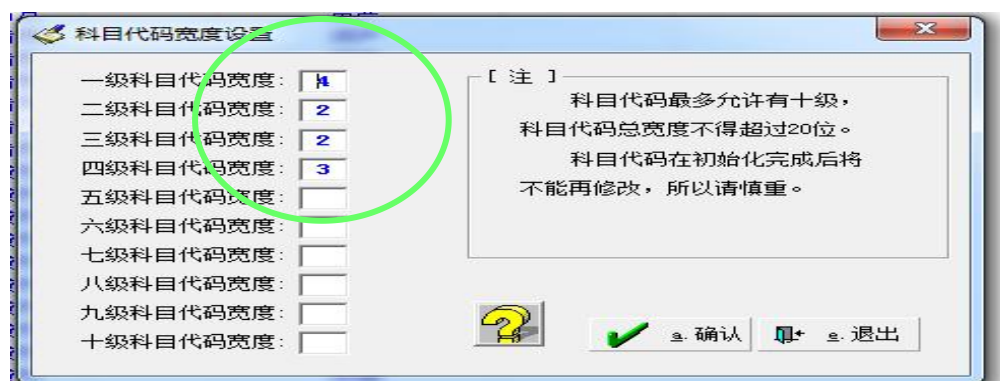 科目代码宽度设置
一级科目代码宽度: 4
二级科目代码宽度: 2
三级科目代码宽度: 2
四级科目代码宽度: 3
五级科目代码宽度:
六级科目代码宽度:
七级科目代码宽度:
八级科目代码宽度:
九级科目代码宽度:
十级科目代码宽度:
[ 注 ]
科目代码最多允许有十级,
科目代码总宽度不得超过20位。
科目代码在初始化完成后将
不能再修改,所以请慎重。
a.确认
e.退出